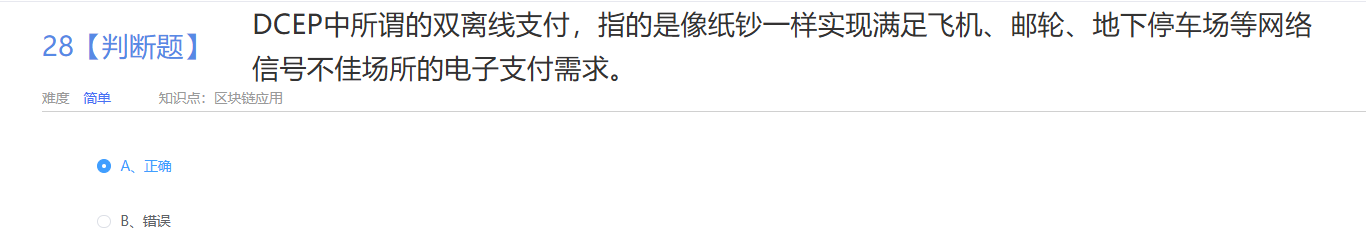 28【判断题】
DCEP中所谓的双离线支付，指的是像纸钞一样实现满足飞机、邮轮、地下停车场等网络
信号不佳场所的电子支付需求。
难度 简单 知识点：区块链应用
A、正确
B、错误